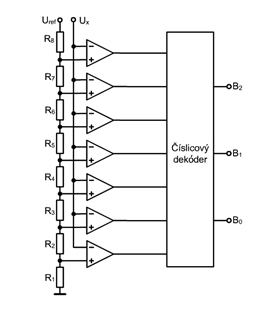 Uref Ux
R8
R7
R6
R5
R4
R3
R2
R1
Číslicový
dekóder
B2
B1
B0